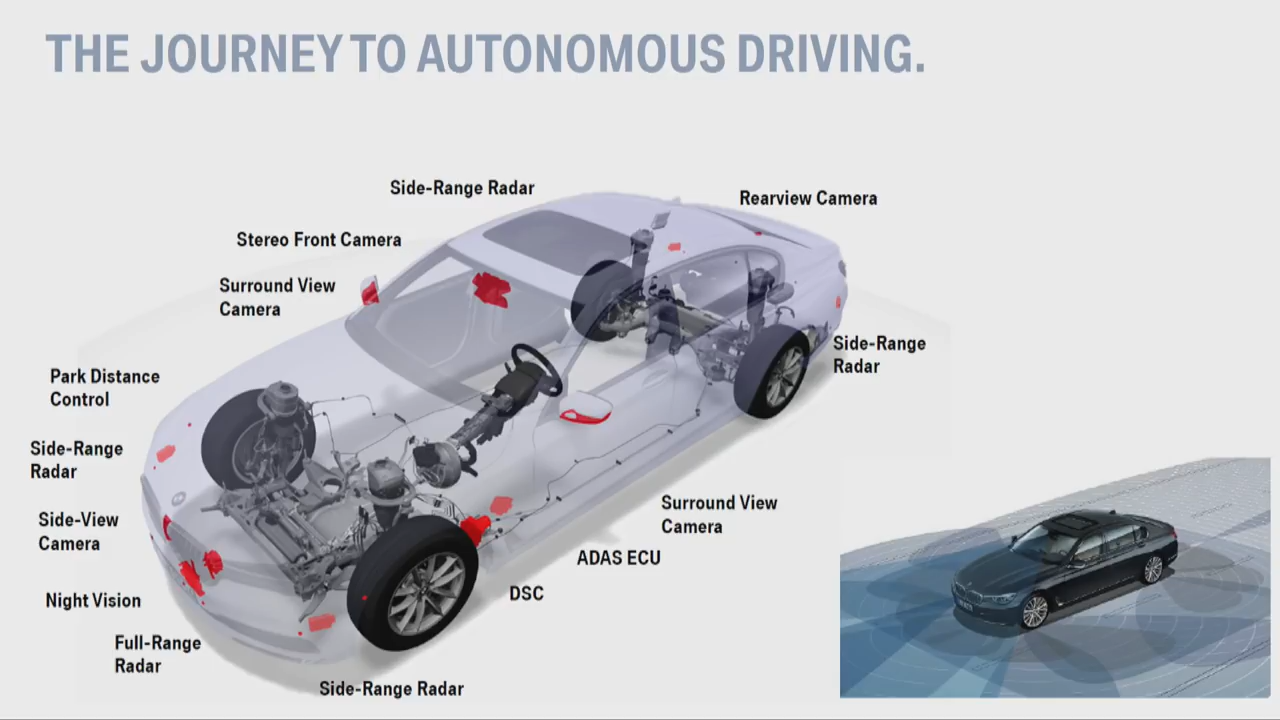 THE JOURNEY TO AUTONOMOUS DRIVING.
Side-Range Radar
Rearview Camera
Stereo Front Camera
Surround View
Camera
Side-Range
Radar
Park Distance
Control
Side-Range
Radar
Surround View
Camera
Side-View
Camera
ADAS ECU
DSC
Night Vision
Full-Range
Radar
Side-Range Radar